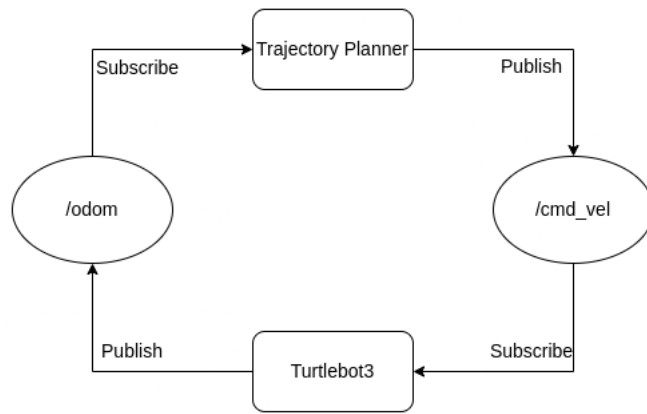 Trajectory Planner
Subscribe
Publish
/odom
/cmd_vel
Publish
Subscribe
Turtlebot3